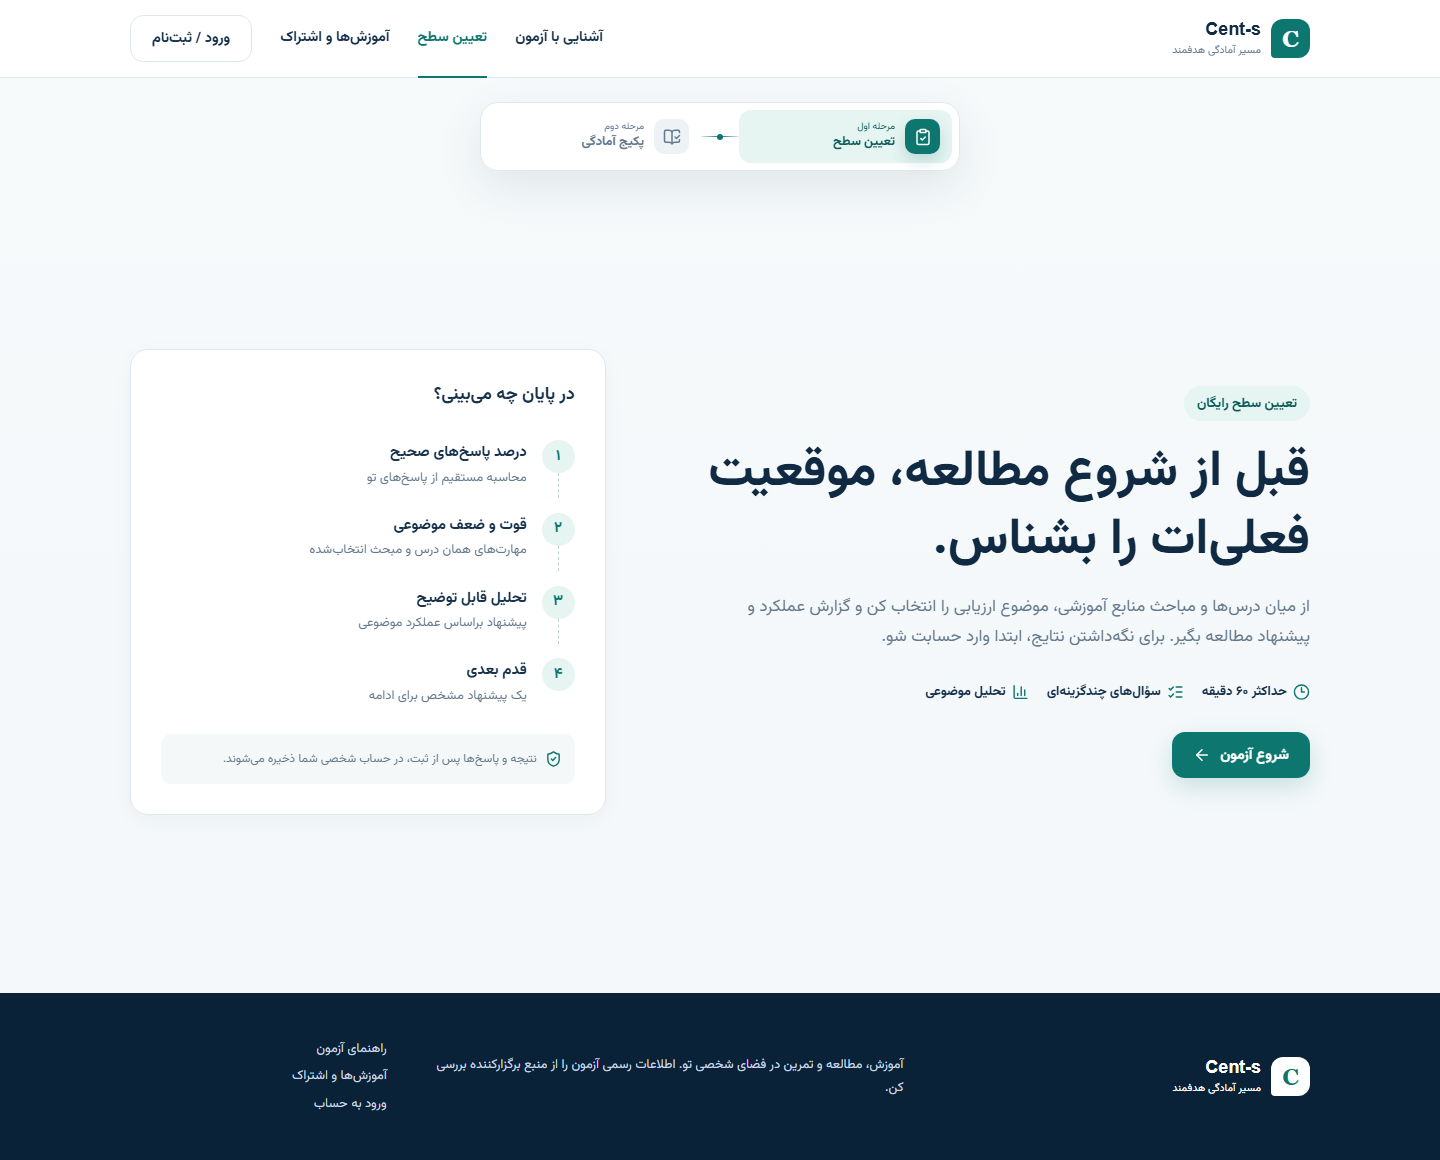 C
Cent-s
مسیر آمادگی هدفمند
آشنایی با آزمون
تعیین سطح
آموزش‌ها و اشتراک
ورود / ثبت‌نام
مرحله اول
تعیین سطح
مرحله دوم
پکیج آمادگی
تعیین سطح رایگان
قبل از شروع مطالعه، موقعیت
فعلی‌ات را بشناس.
از میان درس‌ها و مباحث منابع آموزشی، موضوع ارزیابی را انتخاب کن و گزارش عملکرد و
پیشنهاد مطالعه بگیر. برای نگه‌داشتن نتایج، ابتدا وارد حسابت شو.
حداکثر ۶۰ دقیقه
سؤال‌های چندگزینه‌ای
تحلیل موضوعی
شروع آزمون
در پایان چه می‌بینی؟
۱
درصد پاسخ‌های صحیح
محاسبه مستقیم از پاسخ‌های تو
۲
قوت و ضعف موضوعی
مهارت‌های همان درس و مبحث انتخاب‌شده
۳
تحلیل قابل توضیح
پیشنهاد براساس عملکرد موضوعی
۴
قدم بعدی
یک پیشنهاد مشخص برای ادامه
نتیجه و پاسخ‌ها پس از ثبت، در حساب شخصی شما ذخیره می‌شوند.
C
Cent-s
مسیر آمادگی هدفمند
آموزش، مطالعه و تمرین در فضای شخصی تو. اطلاعات رسمی آزمون را از منبع برگزارکننده بررسی
کن.
راهنمای آزمون
آموزش‌ها و اشتراک
ورود به حساب